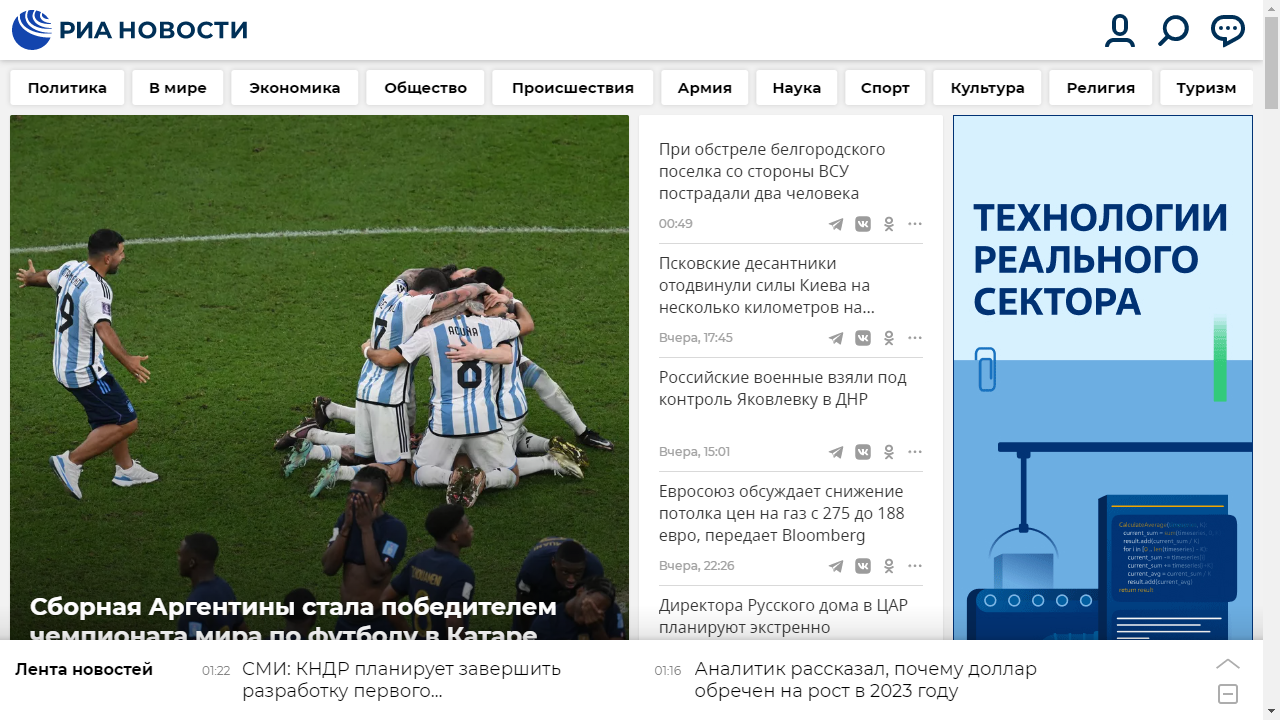 РИА НОВОСТИ
Политика
В мире
Экономика
Общество
Происшествия
Армия
Наука
Спорт
Культура
Религия
Туризм
9
7
ACUÑA
8
Сборная Аргентины стала победителем
чемпионата мира по футболу в Катаре
При обстреле белгородского
поселка со стороны ВСУ
пострадали два человека
00:49
Псковские десантники
отодвинули силы Киева на
несколько километров на...
Вчера, 17:45
Российские военные взяли под
контроль Яковлевку в ДНР
Вчера, 15:01
Евросоюз обсуждает снижение
потолка цен на газ с 275 до 188
евро, передает Bloomberg
Вчера, 22:26
Директора Русского дома в ЦАР
планируют экстренно
ТЕХНОЛОГИИ
РЕАЛЬНОГО
СЕКТОРА
Лента новостей
01:22
СМИ: КНДР планирует завершить
разработку первого...
01:16
Аналитик рассказал, почему доллар
обречен на рост в 2023 году